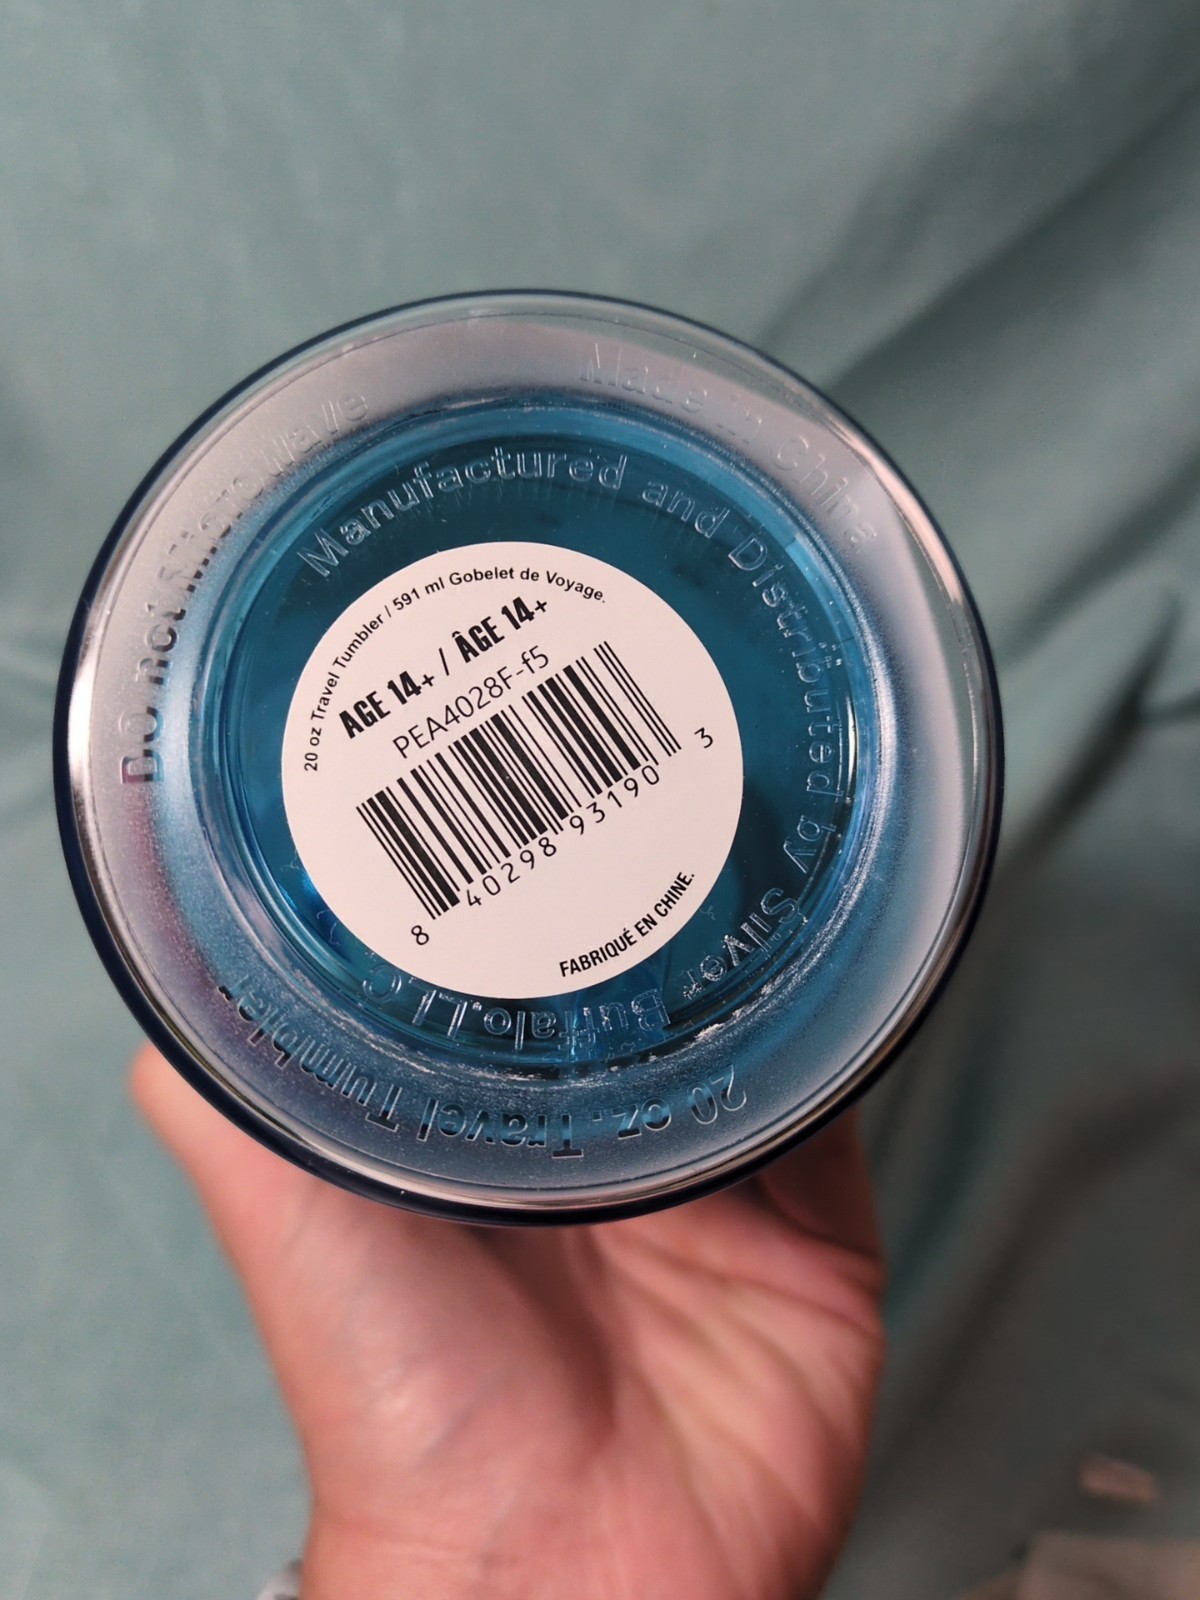 Do not Microwave
Made in China
Manufactured and Distributed by Silver Buffalo, LLC
20 oz. Travel Tumbler
20 oz Travel Tumbler / 591 ml Gobelet de Voyage.
AGE 14+ / ÂGE 14+
PEA4028F-f5
8 40298 93190 3
FABRIQUÉ EN CHINE.